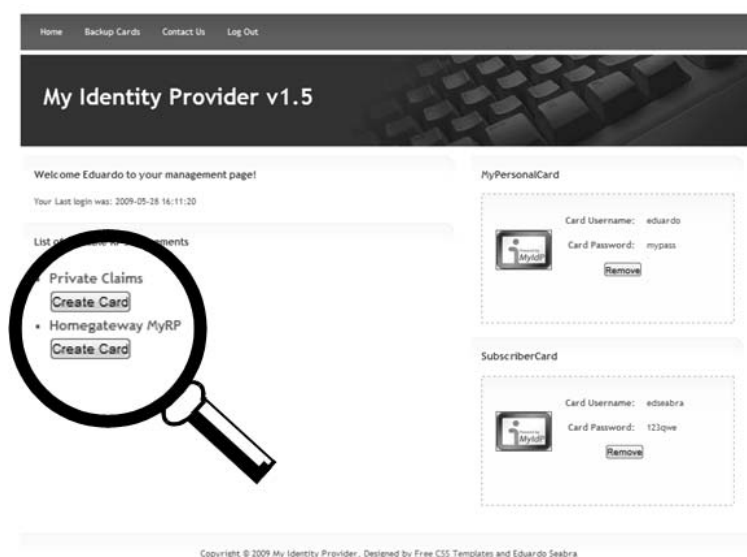 Home Backup Cards Contact Us Log Out
My Identity Provider v1.5
Welcome Eduardo to your management page!
Your Last login was: 2009-05-28 16:11:20
List of
Private Claims
Create Card
Homegateway MyRP
Create Card
MyPersonalCard
MyIdP
Card Username: eduardo
Card Password: mypass
Remove
SubscriberCard
MyIdP
Card Username: edseabra
Card Password: 123qwe
Remove
Copyright © 2009 My Identity Provider. Designed by Free CSS Templates and Eduardo Seabra